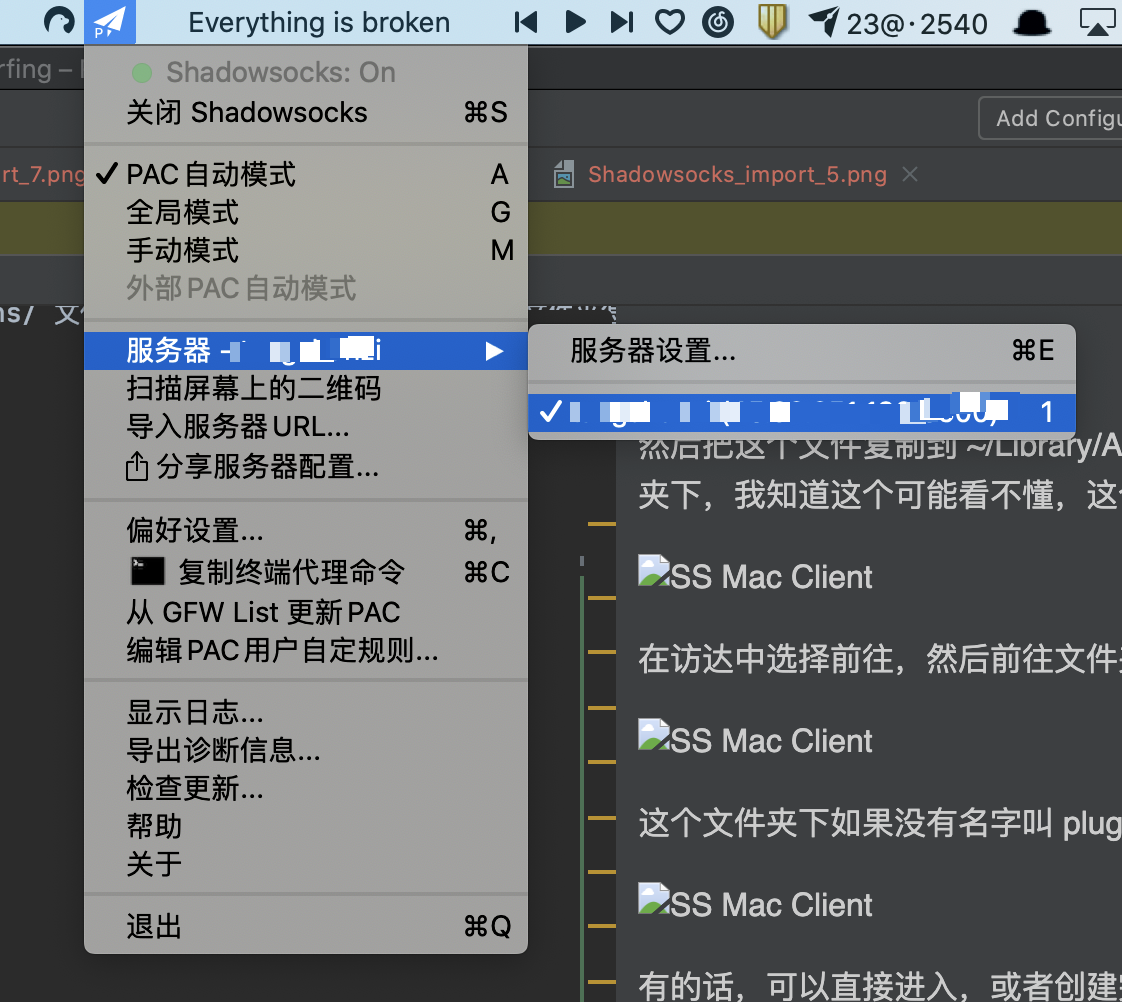 Everything is broken
23@·2540
rfing –
Shadowsocks: On
关闭 Shadowsocks ⌘S
Add Configu
rt_7.png
Shadowsocks_import_5.png
✓ PAC 自动模式 A
全局模式 G
手动模式 M
外部 PAC 自动模式
ns/ 文
服务器 –
服务器设置... ⌘E
1
扫描屏幕上的二维码
导入服务器 URL...
分享服务器配置...
偏好设置... ⌘,
复制终端代理命令 ⌘C
从 GFW List 更新 PAC
编辑 PAC 用户自定规则...
显示日志...
导出诊断信息...
检查更新...
帮助
关于
退出 ⌘Q
然后把这个文件复制到 ~/Library/A
夹下，我知道这个可能看不懂，这
SS Mac Client
在访达中选择前往，然后前往文件
SS Mac Client
这个文件夹下如果没有名字叫 plug
SS Mac Client
有的话，可以直接进入，或者创建